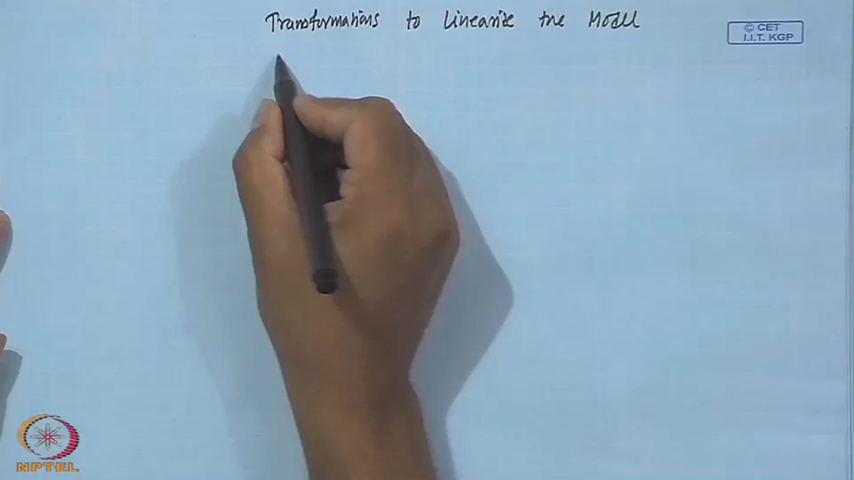 Transformations to Linearize the Model
© CET
I.I.T. KGP
NPTEL